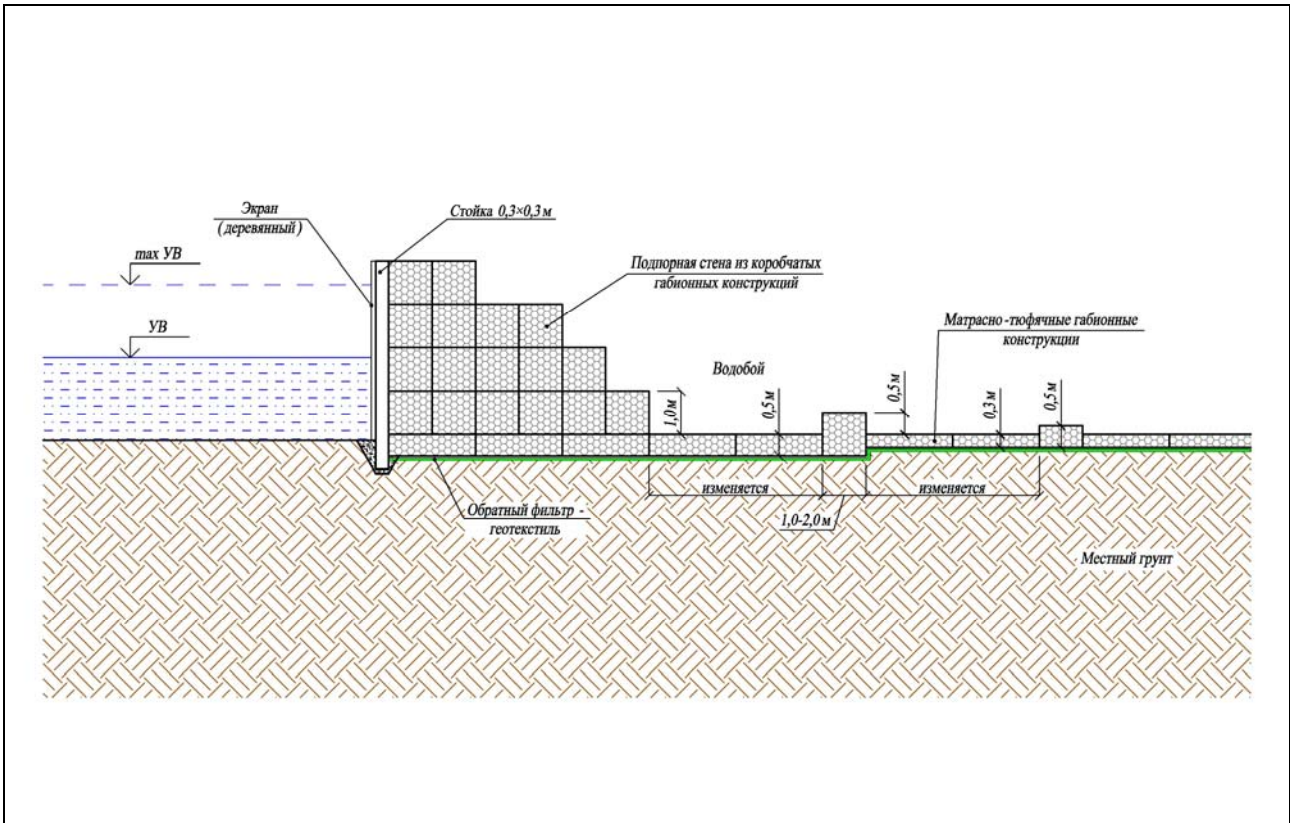 Экран
(деревянный)
Стойка 0,3×0,3 м
max УВ
УВ
Подпорная стена из коробчатых
габионных конструкций
Матрасно-тюфячные габионные
конструкции
Водобой
1,0 м
0,5 м
0,5 м
0,3 м
0,5 м
изменяется
изменяется
1,0-2,0 м
Обратный фильтр -
геотекстиль
Местный грунт